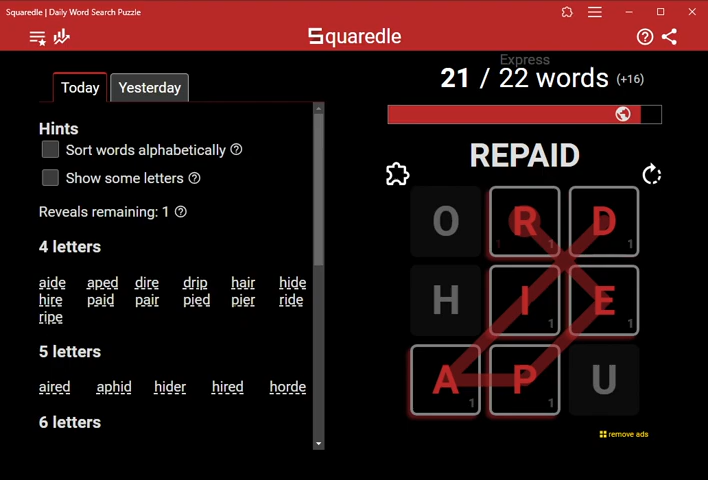 Squaredle | Daily Word Search Puzzle
Squaredle
Today Yesterday
Hints
Sort words alphabetically
Show some letters
Reveals remaining: 1
4 letters
aide aped dire drip hair hide
hire paid pair pied pier ride
ripe
5 letters
aired aphid hider hired horde
6 letters
Express
21 / 22 words (+16)
REPAID
O R D
1 1 1
H I E
1 1
A P U
1 1
remove ads